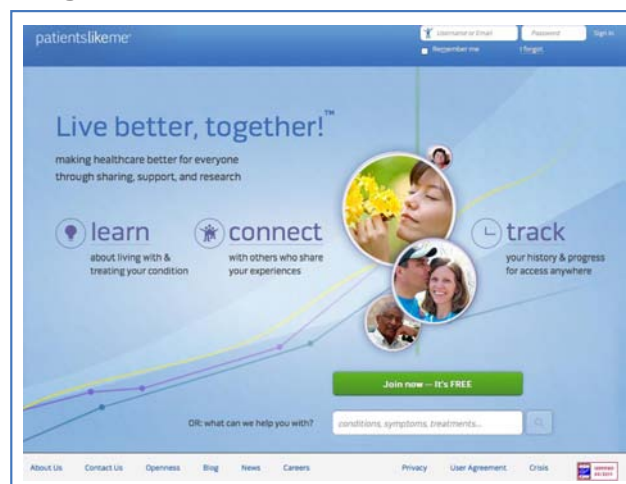 patientslikeme
Username or Email
Password
Sign in
Remember me
I forgot
Live better, together!™
making healthcare better for everyone
through sharing, support, and research
learn
about living with &
treating your condition
connect
with others who share
your experiences
track
your history & progress
for access anywhere
Join now — It's FREE
OR: what can we help you with?
conditions, symptoms, treatments...
About Us
Contact Us
Openness
Blog
News
Careers
Privacy
User Agreement
Crisis